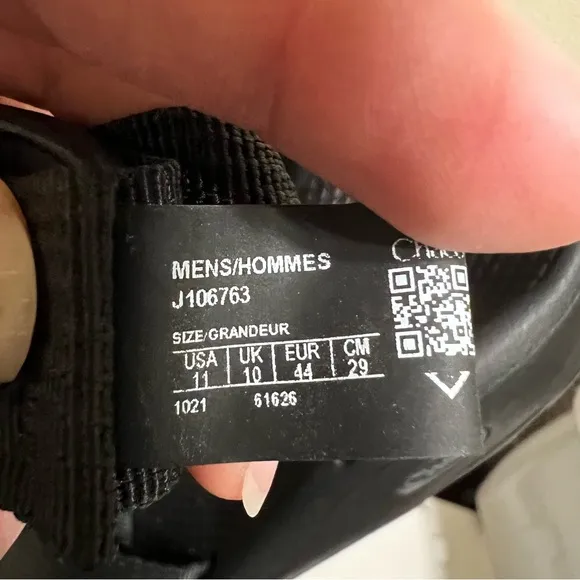 MENS/HOMMES
J106763
SIZE/GRANDEUR
USA UK EUR CM
11 10 44 29
1021 61626